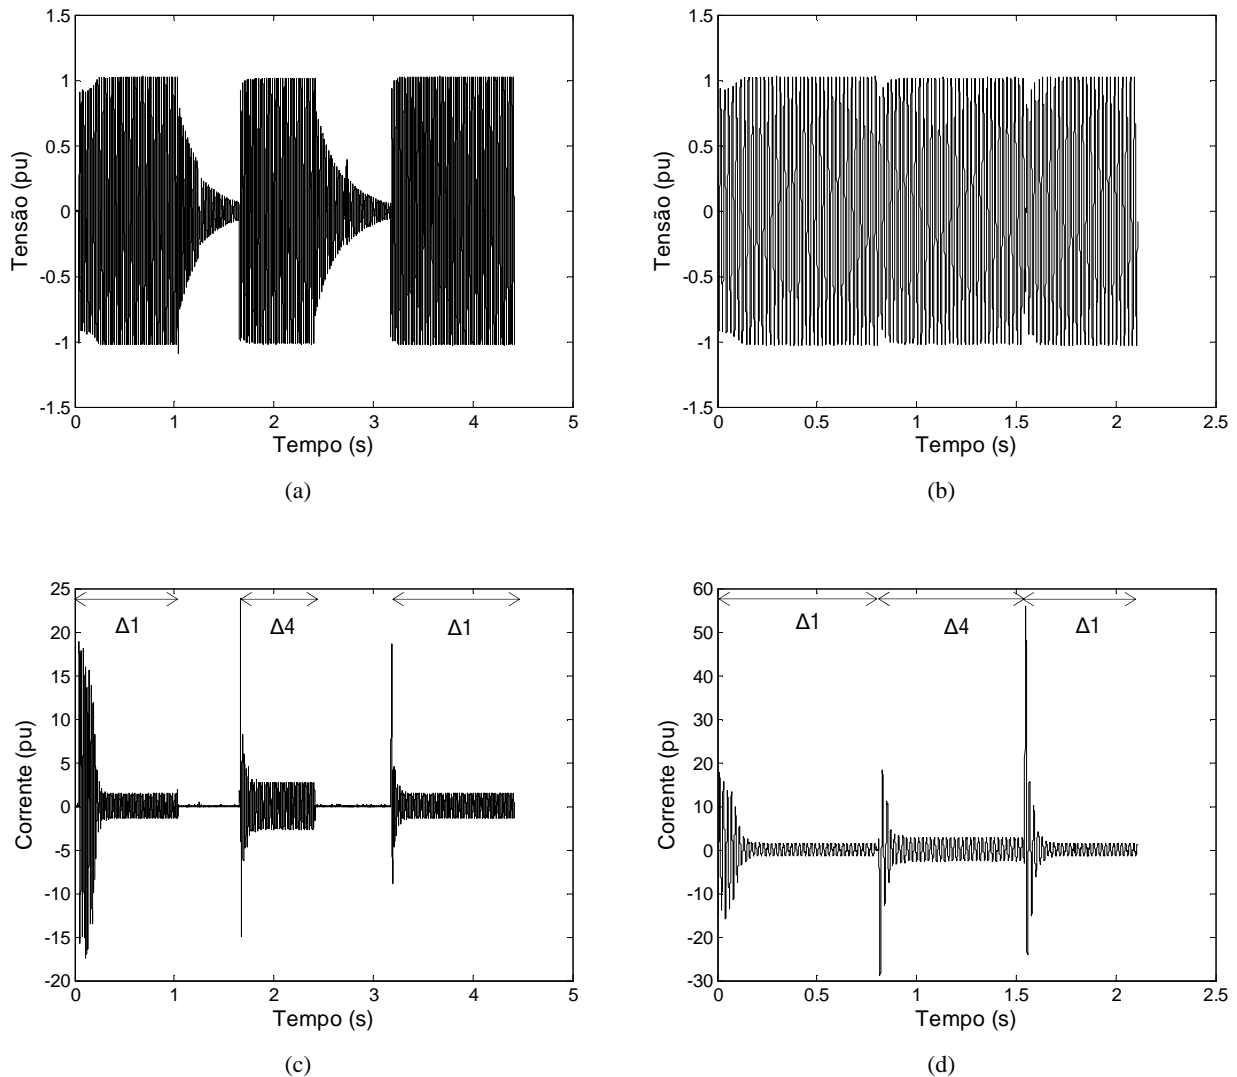 1.5
1
0.5
0
-0.5
-1
-1.5
Tensão (pu)
0 1 2 3 4 5
Tempo (s)
(a)
1.5
1
0.5
0
-0.5
-1
-1.5
Tensão (pu)
0 0.5 1 1.5 2 2.5
Tempo (s)
(b)
25
20
15
10
5
0
-5
-10
-15
-20
Corrente (pu)
Δ1 Δ4 Δ1
0 1 2 3 4 5
Tempo (s)
(c)
60
50
40
30
20
10
0
-10
-20
-30
Corrente (pu)
Δ1 Δ4 Δ1
0 0.5 1 1.5 2 2.5
Tempo (s)
(d)